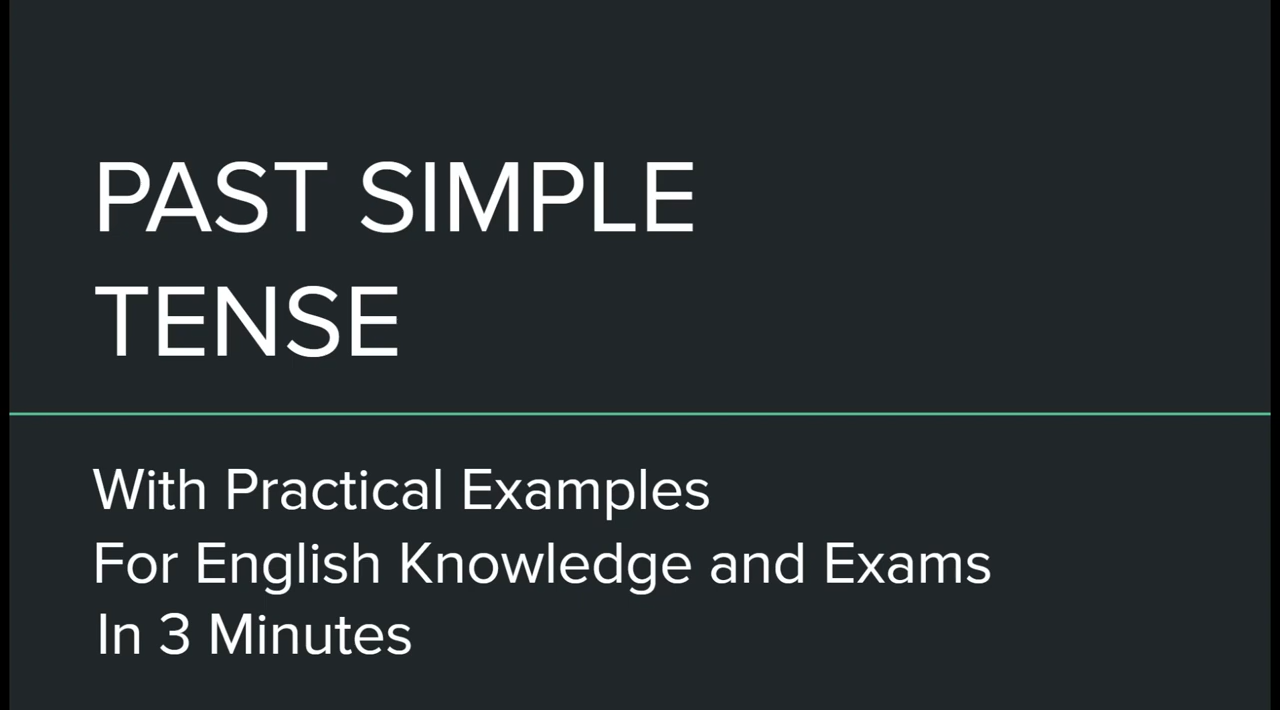 PAST SIMPLE
TENSE
With Practical Examples
For English Knowledge and Exams
In 3 Minutes